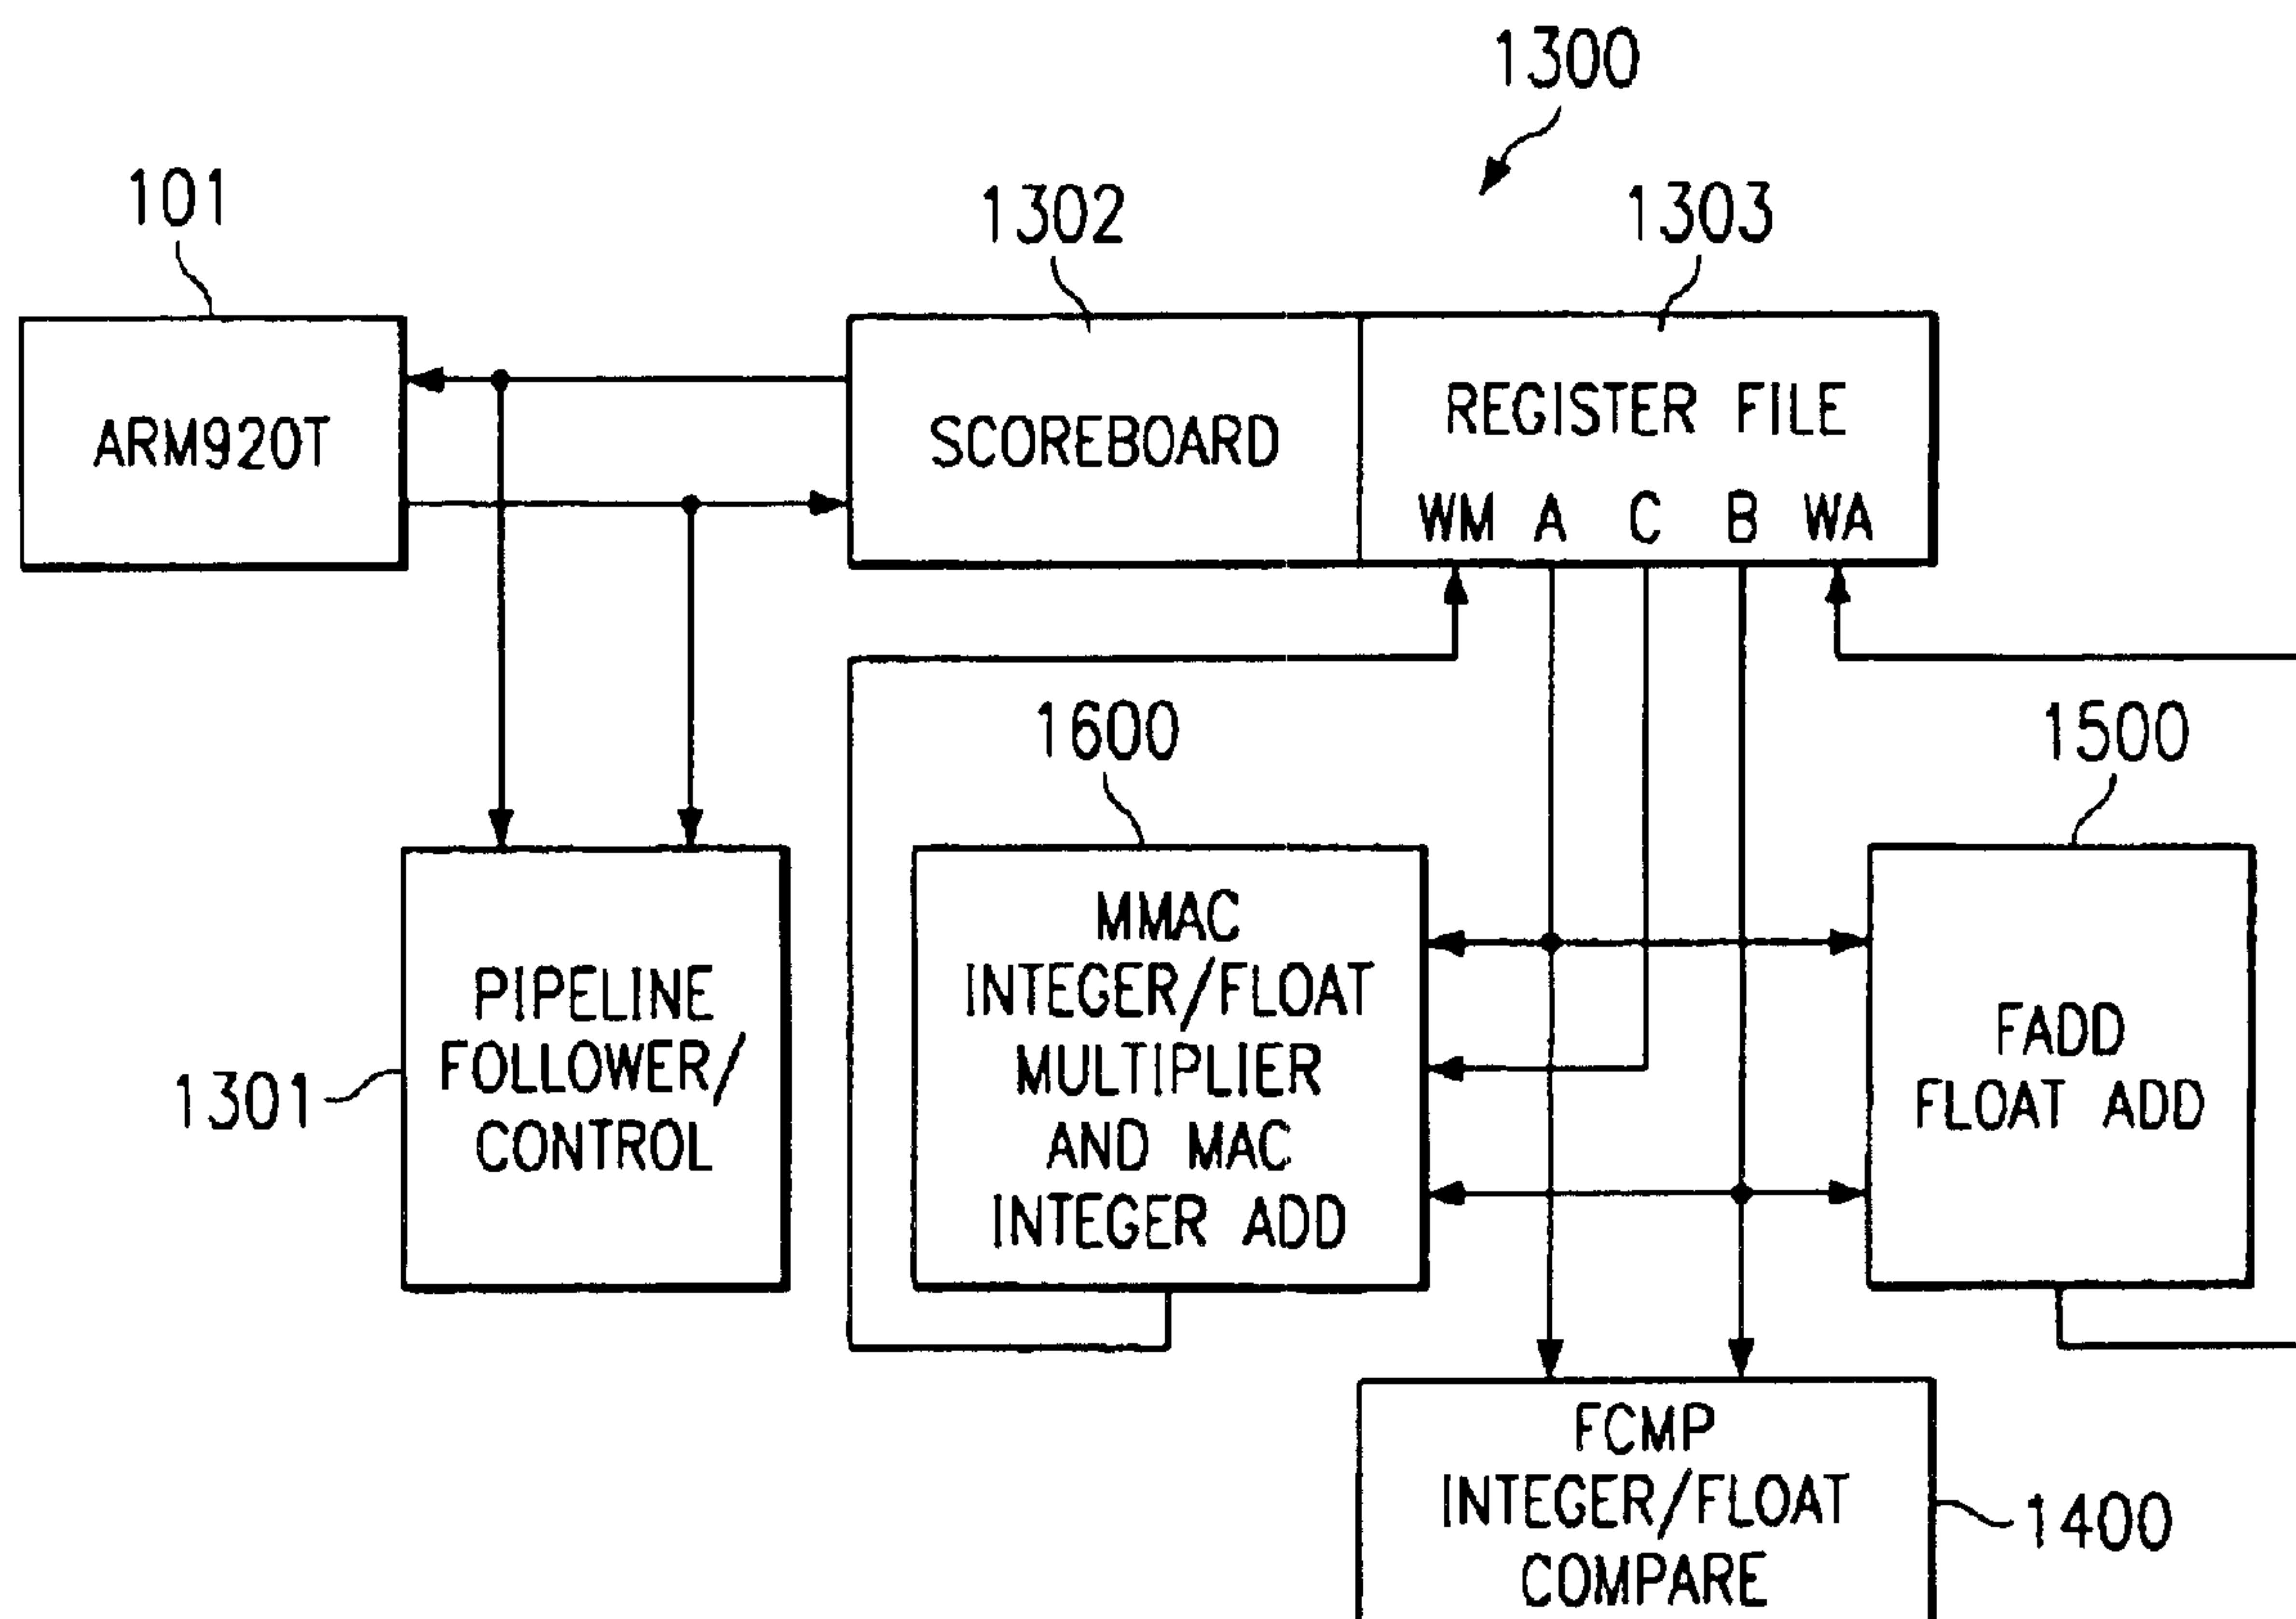 1300
101
1302
1303
ARM920T
SCOREBOARD
REGISTER FILE
WM A C B WA
1600
1500
MMAC
INTEGER/FLOAT
MULTIPLIER
AND MAC
INTEGER ADD
PIPELINE
FOLLOWER/
CONTROL
1301
FADD
FLOAT ADD
FCMP
INTEGER/FLOAT
COMPARE
1400